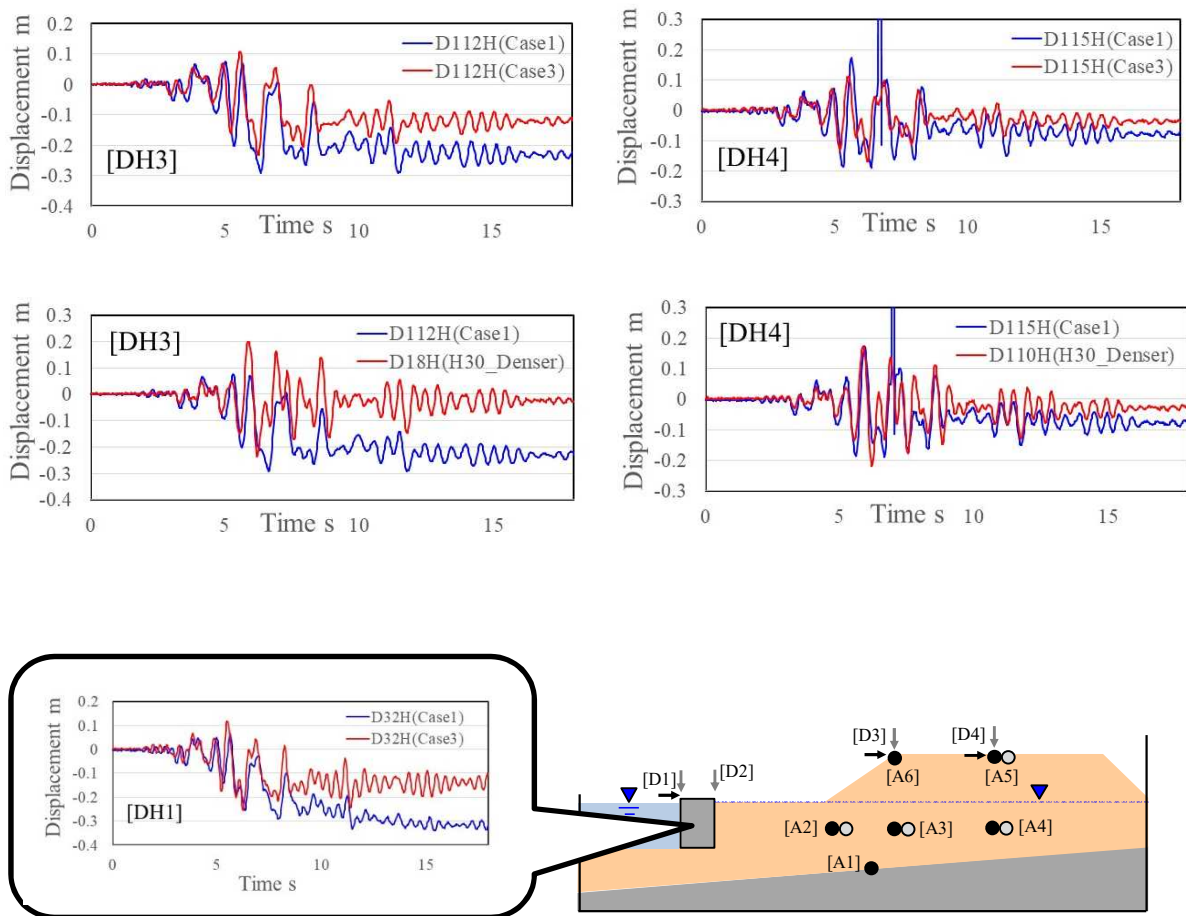 Displacement m
0.2
0.1
0
-0.1
-0.2
-0.3
-0.4
D112H(Case1)
D112H(Case3)
[DH3]
0 5 10 15
Time s
Displacement m
0.3
0.2
0.1
0
-0.1
-0.2
-0.3
D115H(Case1)
D115H(Case3)
[DH4]
0 5 10 15
Time s
Displacement m
0.3
0.2
0.1
0
-0.1
-0.2
-0.3
-0.4
[DH3]
D112H(Case1)
D18H(H30_Denser)
0 5 10 15
Time s
Displacement m
0.3
0.2
0.1
0
-0.1
-0.2
-0.3
[DH4]
D115H(Case1)
D110H(H30_Denser)
0 5 10 15
Time s
Displacement m
0.2
0.1
0
-0.1
-0.2
-0.3
-0.4
D32H(Case1)
D32H(Case3)
[DH1]
0 5 10 15
Time s
[D3]
[D4]
[A6]
[A5]
[D1]
[D2]
[A2]
[A3]
[A4]
[A1]